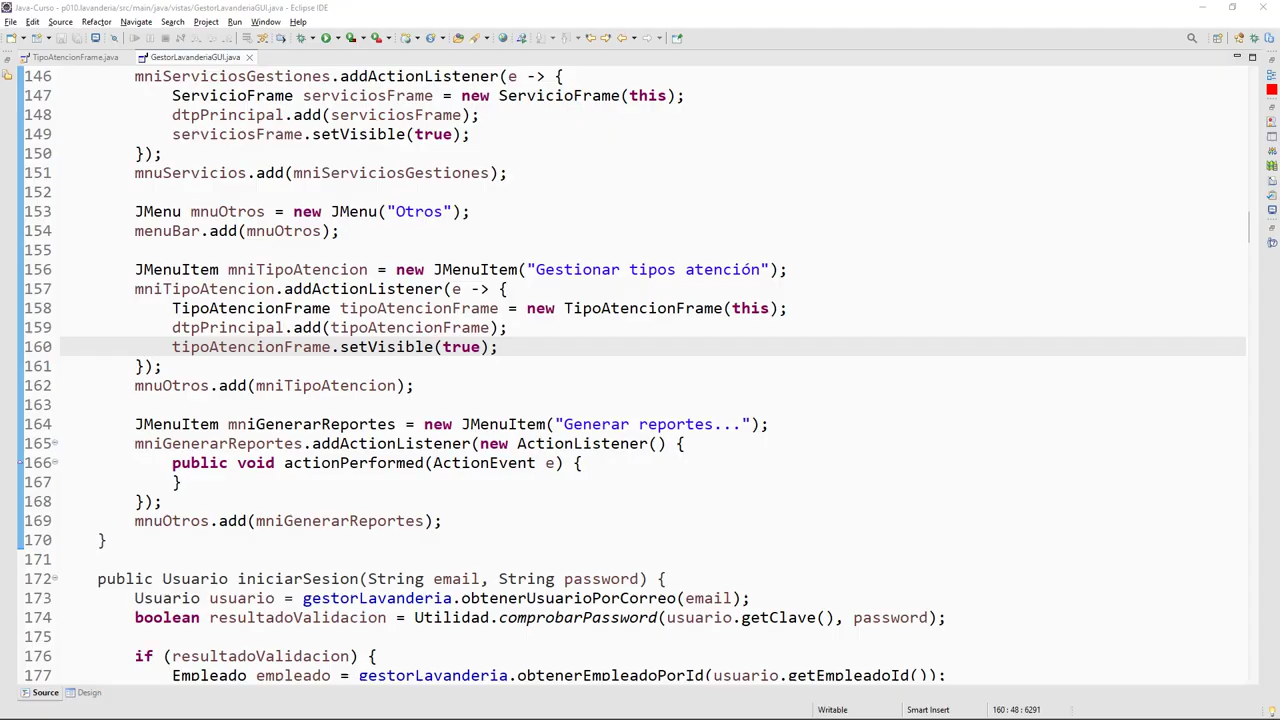 Java-Curso - p010.lavanderia/src/main/java/vistas/GestorLavanderiaGUI.java - Eclipse IDE
File Edit Source Refactor Navigate Search Project Run Window Help
TipoAtencionFrame.java GestorLavanderiaGUI.java
146 mniServiciosGestiones.addActionListener(e -> {
147 ServicioFrame serviciosFrame = new ServicioFrame(this);
148 dtpPrincipal.add(serviciosFrame);
149 serviciosFrame.setVisible(true);
150 });
151 mnuServicios.add(mniServiciosGestiones);
152
153 JMenu mnuOtros = new JMenu("Otros");
154 menuBar.add(mnuOtros);
155
156 JMenuItem mniTipoAtencion = new JMenuItem("Gestionar tipos atención");
157 mniTipoAtencion.addActionListener(e -> {
158 TipoAtencionFrame tipoAtencionFrame = new TipoAtencionFrame(this);
159 dtpPrincipal.add(tipoAtencionFrame);
160 tipoAtencionFrame.setVisible(true);
161 });
162 mnuOtros.add(mniTipoAtencion);
163
164 JMenuItem mniGenerarReportes = new JMenuItem("Generar reportes...");
165 mniGenerarReportes.addActionListener(new ActionListener() {
166 public void actionPerformed(ActionEvent e) {
167 }
168 });
169 mnuOtros.add(mniGenerarReportes);
170 }
171
172 public Usuario iniciarSesion(String email, String password) {
173 Usuario usuario = gestorLavanderia.obtenerUsuarioPorCorreo(email);
174 boolean resultadoValidacion = Utilidad.comprobarPassword(usuario.getClave(), password);
175
176 if (resultadoValidacion) {
177 Empleado empleado = gestorLavanderia.obtenerEmpleadoPorId(usuario.getEmpleadoId());
Source Design
Writable Smart Insert 160 : 48 : 6291